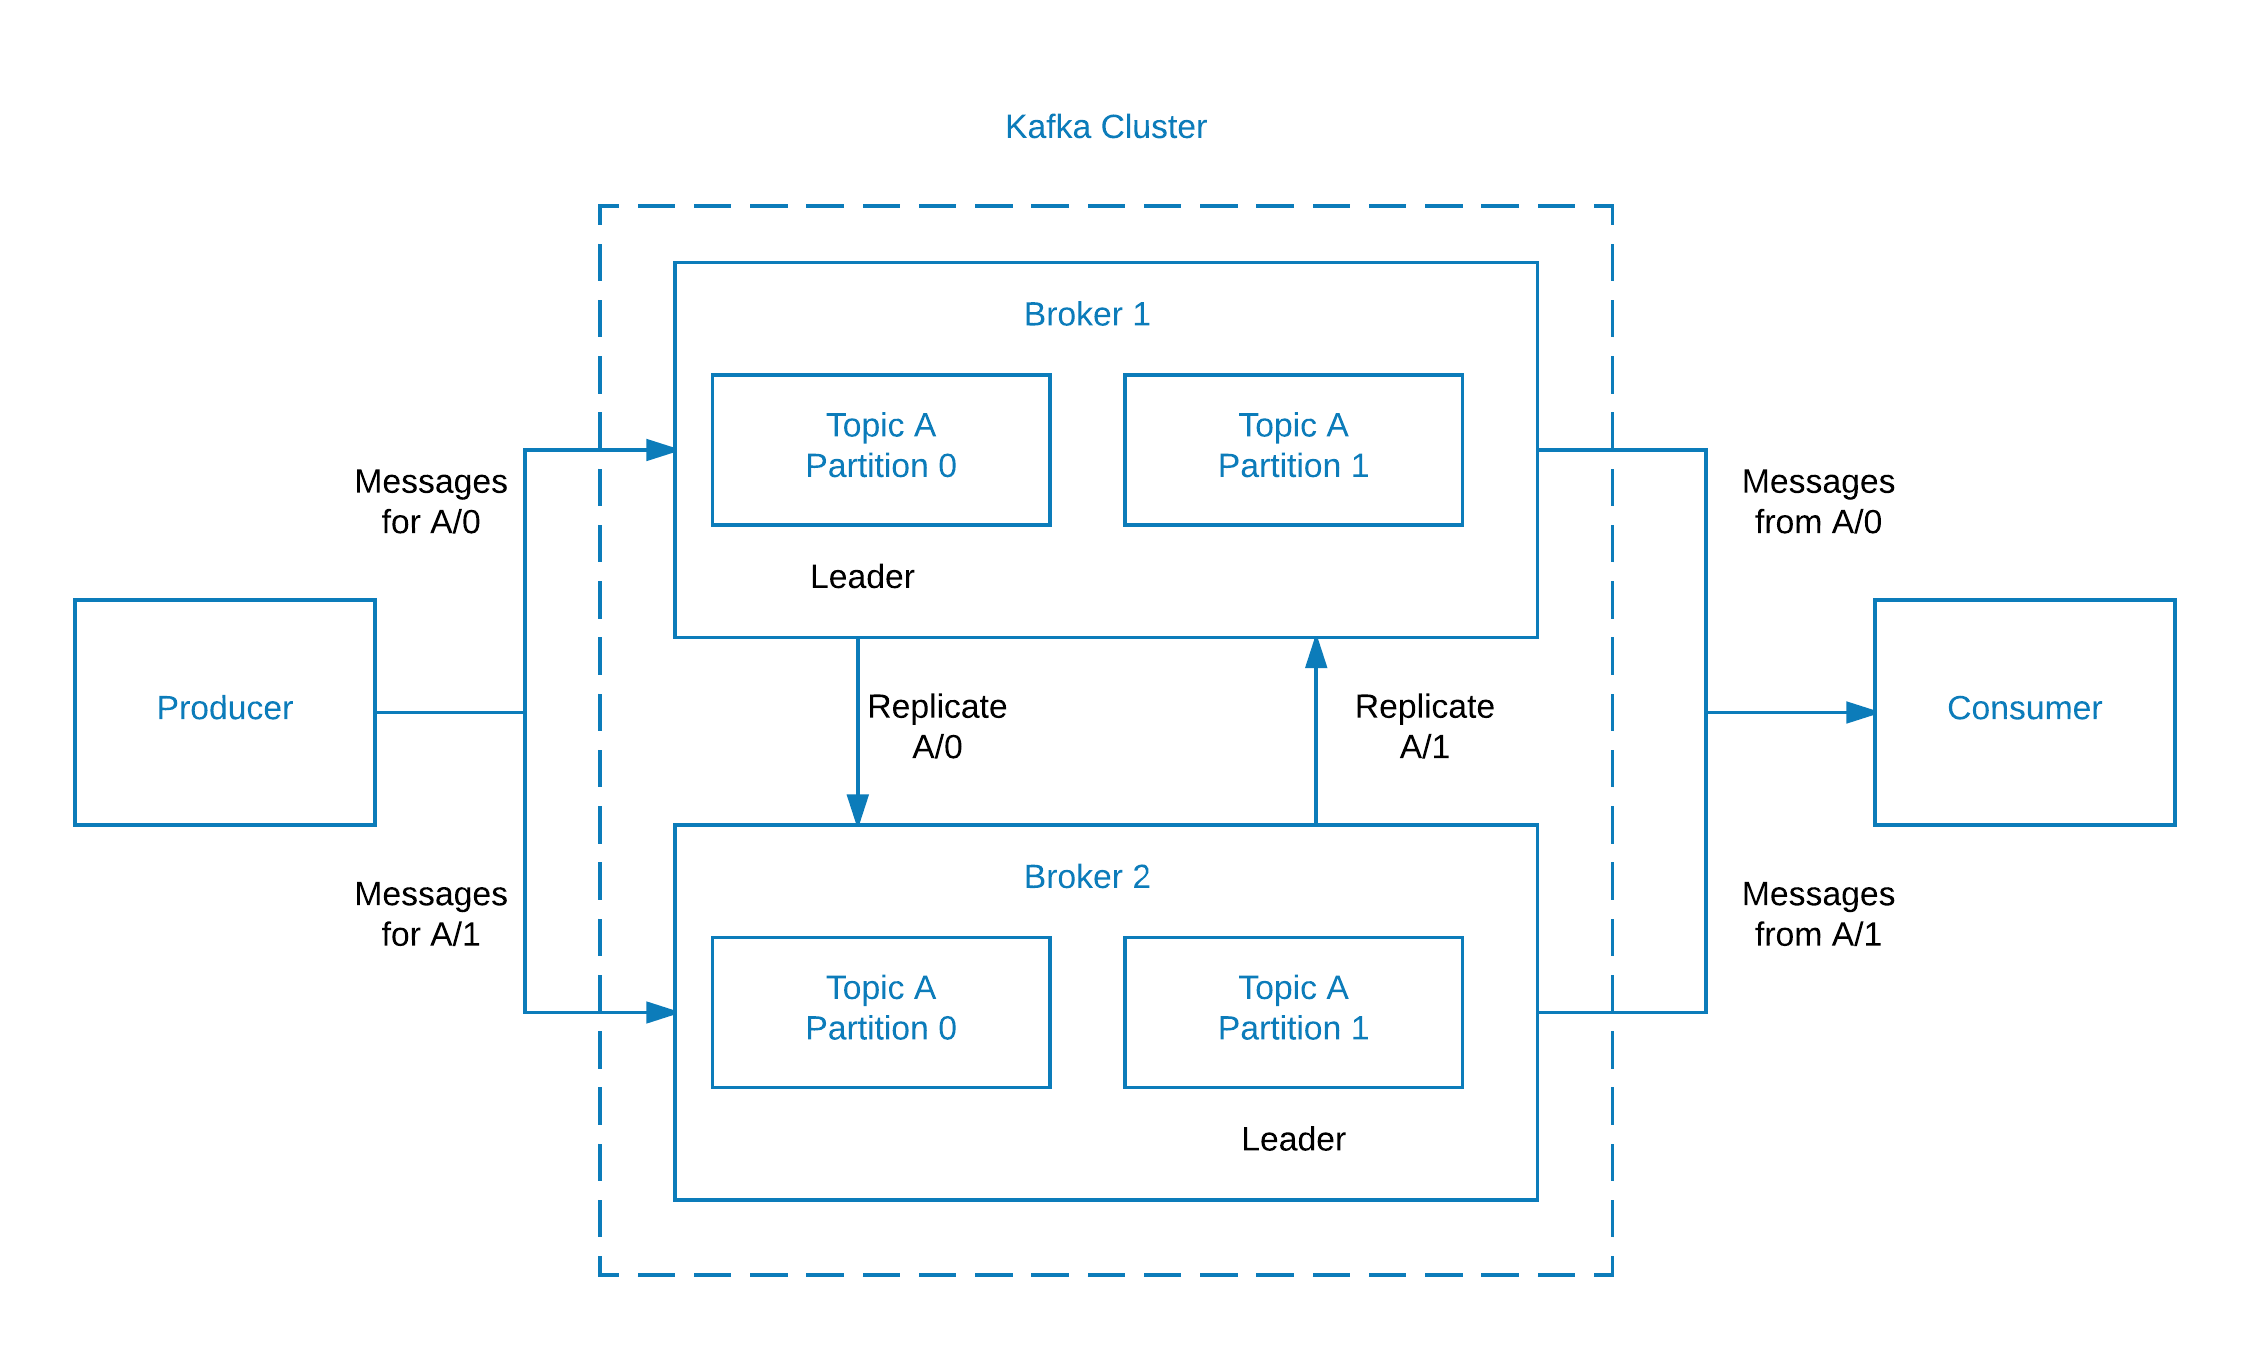 Kafka Cluster
Broker 1
Topic A
Partition 0
Topic A
Partition 1
Leader
Messages
for A/0
Messages
from A/0
Producer
Replicate
A/0
Replicate
A/1
Consumer
Messages
for A/1
Messages
from A/1
Broker 2
Topic A
Partition 0
Topic A
Partition 1
Leader